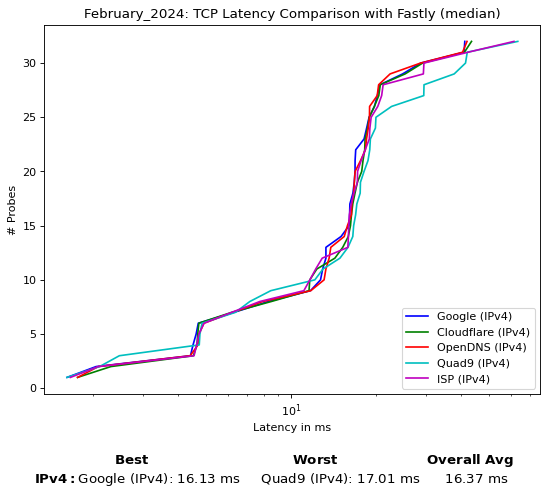 February_2024: TCP Latency Comparison with Fastly (median)
30
25
20
15
10
5
0
# Probes
Google (IPv4)
Cloudflare (IPv4)
OpenDNS (IPv4)
Quad9 (IPv4)
ISP (IPv4)
10¹
Latency in ms
Best Worst Overall Avg
IPv4: Google (IPv4): 16.13 ms Quad9 (IPv4): 17.01 ms 16.37 ms